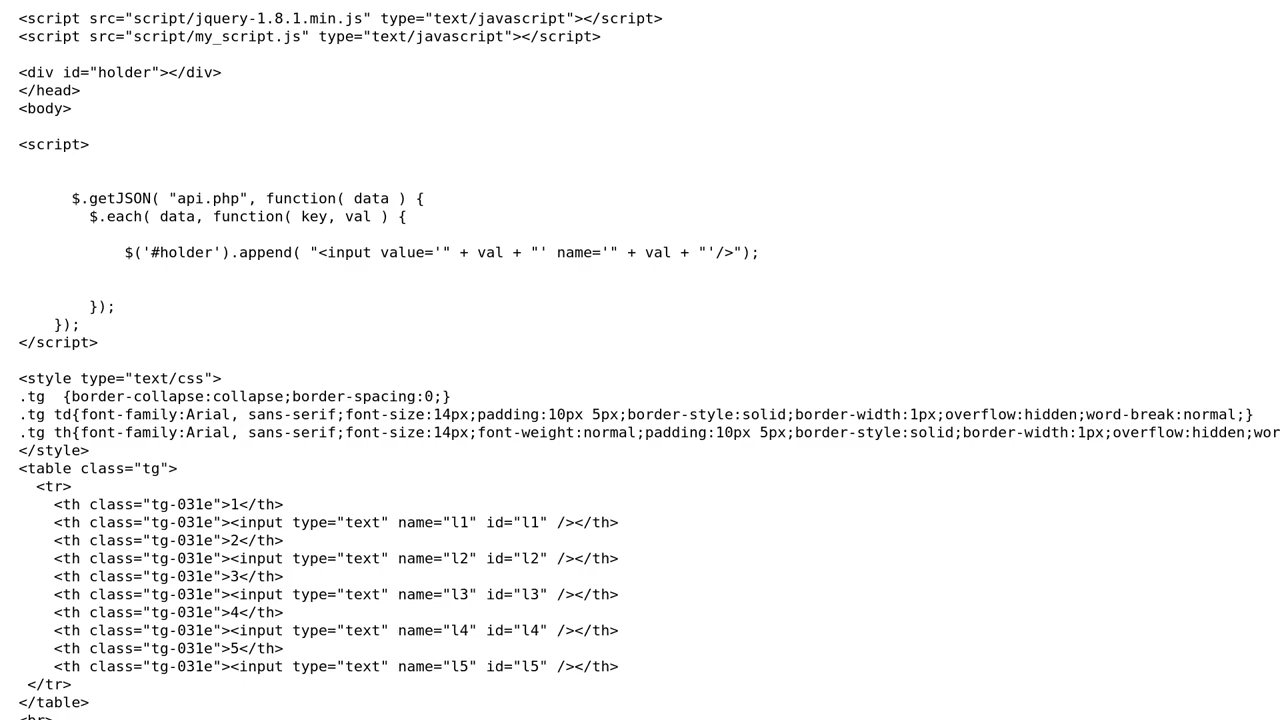 <script src="script/jquery-1.8.1.min.js" type="text/javascript"></script>
<script src="script/my_script.js" type="text/javascript"></script>

<div id="holder"></div>
</head>
<body>

<script>


      $.getJSON( "api.php", function( data ) {
        $.each( data, function( key, val ) {

            $('#holder').append( "<input value='" + val + "' name='" + val + "'/>");


        });
    });
</script>

<style type="text/css">
.tg  {border-collapse:collapse;border-spacing:0;}
.tg td{font-family:Arial, sans-serif;font-size:14px;padding:10px 5px;border-style:solid;border-width:1px;overflow:hidden;word-break:normal;}
.tg th{font-family:Arial, sans-serif;font-size:14px;font-weight:normal;padding:10px 5px;border-style:solid;border-width:1px;overflow:hidden;wor
</style>
<table class="tg">
  <tr>
    <th class="tg-031e">1</th>
    <th class="tg-031e"><input type="text" name="l1" id="l1" /></th>
    <th class="tg-031e">2</th>
    <th class="tg-031e"><input type="text" name="l2" id="l2" /></th>
    <th class="tg-031e">3</th>
    <th class="tg-031e"><input type="text" name="l3" id="l3" /></th>
    <th class="tg-031e">4</th>
    <th class="tg-031e"><input type="text" name="l4" id="l4" /></th>
    <th class="tg-031e">5</th>
    <th class="tg-031e"><input type="text" name="l5" id="l5" /></th>
 </tr>
</table>